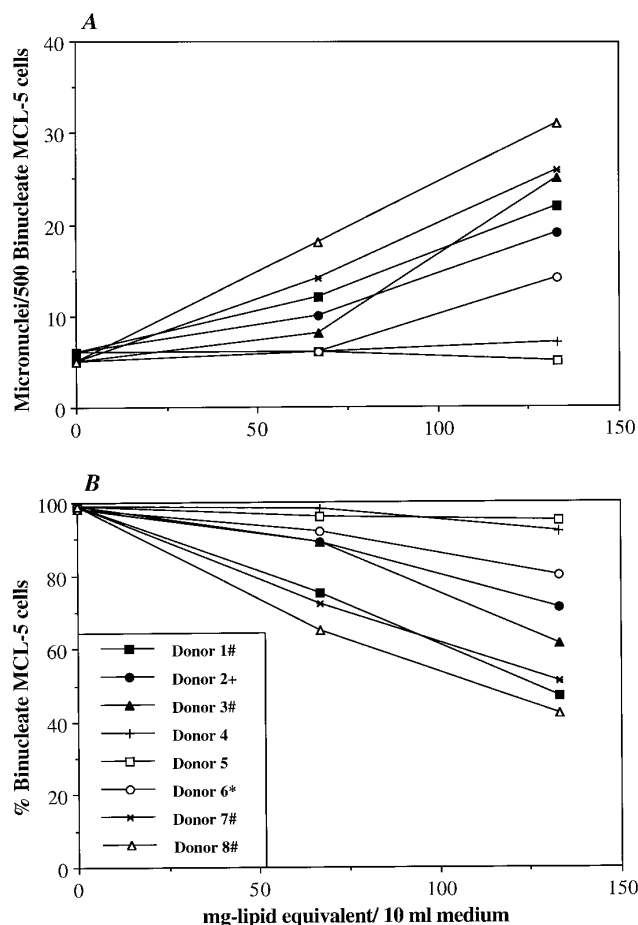 A
Micronuclei/500 Binucleate MCL-5 cells
40
30
20
10
0
0
50
100
150
B
% Binucleate MCL-5 cells
100
80
60
40
20
0
Donor 1#
Donor 2+
Donor 3#
Donor 4
Donor 5
Donor 6*
Donor 7#
Donor 8#
0
50
100
150
mg-lipid equivalent/ 10 ml medium